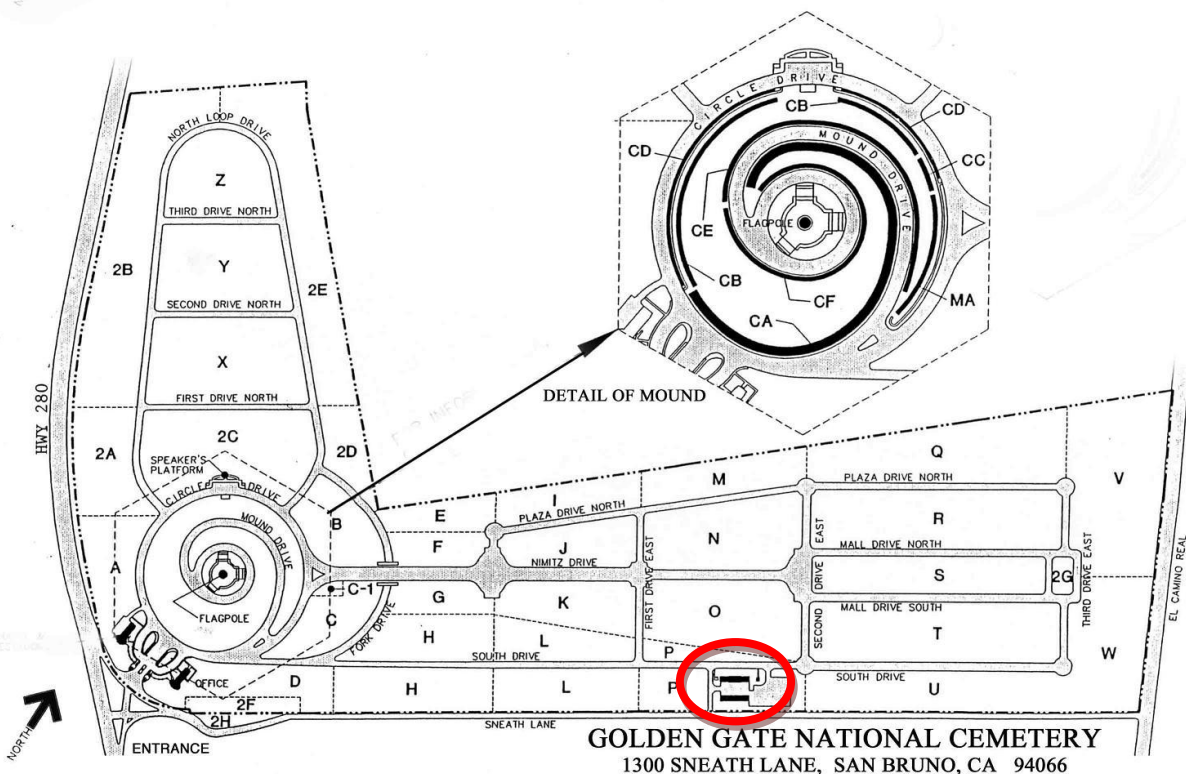 CIRCLE DRIVE
CB
CD
CD
CC
MOUND DRIVE
CE
FLAGPOLE
CB
CF
MA
CA
DETAIL OF MOUND
NORTH LOOP DRIVE
Z
THIRD DRIVE NORTH
2B
Y
2E
SECOND DRIVE NORTH
X
FIRST DRIVE NORTH
HWY 280
2A
2C
2D
SPEAKER'S
PLATFORM
CIRCLE DRIVE
MOUND DRIVE
A
B
C-1
C
FLAGPOLE
FORK DRIVE
OFFICE
D
2F
2H
ENTRANCE
NORTH
E
F
G
H
H
I
PLAZA DRIVE NORTH
J
NIMITZ DRIVE
K
L
SOUTH DRIVE
L
FIRST DRIVE EAST
M
N
O
P
P
SECOND DRIVE EAST
Q
PLAZA DRIVE NORTH
R
MALL DRIVE NORTH
S
2G
MALL DRIVE SOUTH
T
SOUTH DRIVE
U
THIRD DRIVE EAST
V
W
EL CAMINO REAL
SNEATH LANE
GOLDEN GATE NATIONAL CEMETERY
1300 SNEATH LANE, SAN BRUNO, CA 94066